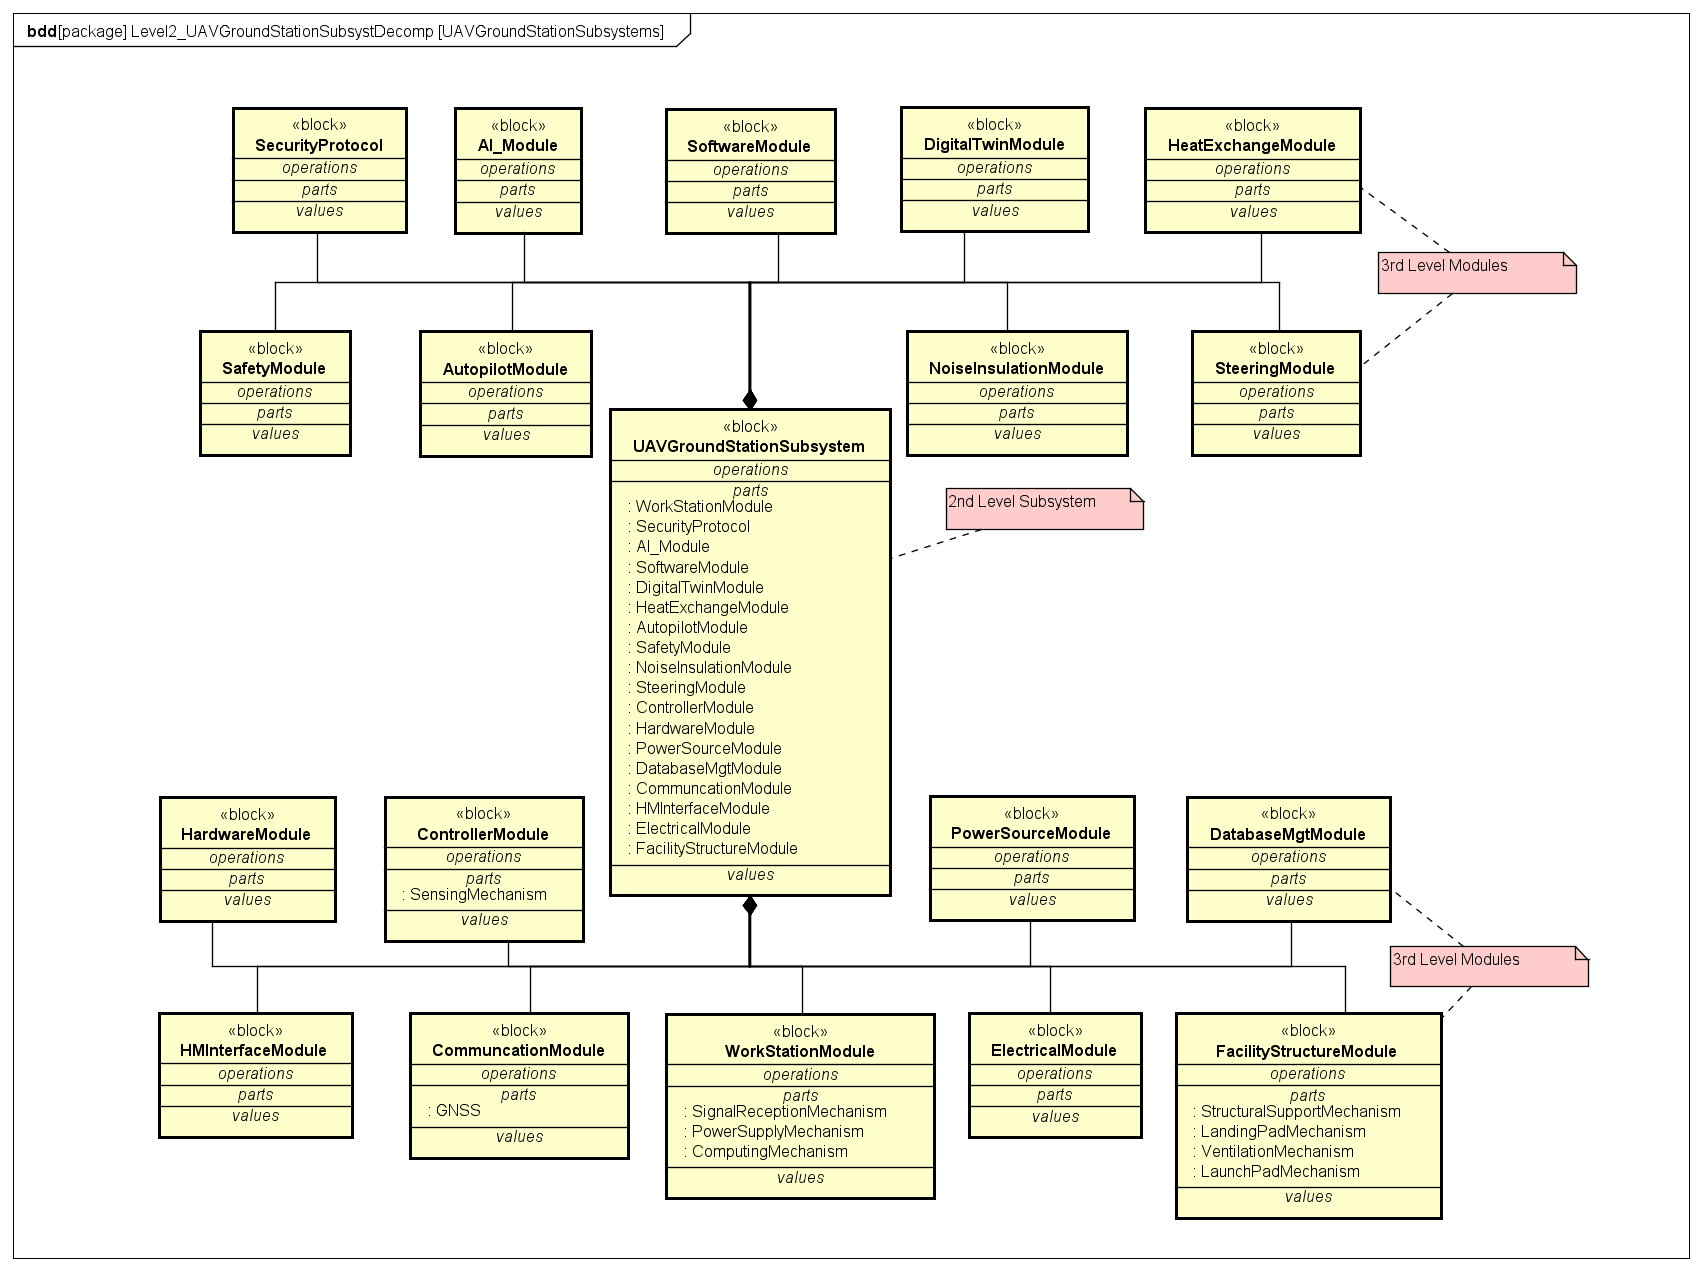 bdd[package] Level2_UAVGroundStationSubsystDecomp [UAVGroundStationSubsystems]
«block»
SecurityProtocol
operations
parts
values
«block»
AI_Module
operations
parts
values
«block»
SoftwareModule
operations
parts
values
«block»
DigitalTwinModule
operations
parts
values
«block»
HeatExchangeModule
operations
parts
values
3rd Level Modules
«block»
SafetyModule
operations
parts
values
«block»
AutopilotModule
operations
parts
values
«block»
NoiseInsulationModule
operations
parts
values
«block»
SteeringModule
operations
parts
values
«block»
UAVGroundStationSubsystem
operations
parts
: WorkStationModule
: SecurityProtocol
: AI_Module
: SoftwareModule
: DigitalTwinModule
: HeatExchangeModule
: AutopilotModule
: SafetyModule
: NoiseInsulationModule
: SteeringModule
: ControllerModule
: HardwareModule
: PowerSourceModule
: DatabaseMgtModule
: CommuncationModule
: HMInterfaceModule
: ElectricalModule
: FacilityStructureModule
values
2nd Level Subsystem
«block»
HardwareModule
operations
parts
values
«block»
ControllerModule
operations
parts
: SensingMechanism
values
«block»
PowerSourceModule
operations
parts
values
«block»
DatabaseMgtModule
operations
parts
values
3rd Level Modules
«block»
HMInterfaceModule
operations
parts
values
«block»
CommuncationModule
operations
parts
: GNSS
values
«block»
WorkStationModule
operations
parts
: SignalReceptionMechanism
: PowerSupplyMechanism
: ComputingMechanism
values
«block»
ElectricalModule
operations
parts
values
«block»
FacilityStructureModule
operations
parts
: StructuralSupportMechanism
: LandingPadMechanism
: VentilationMechanism
: LaunchPadMechanism
values